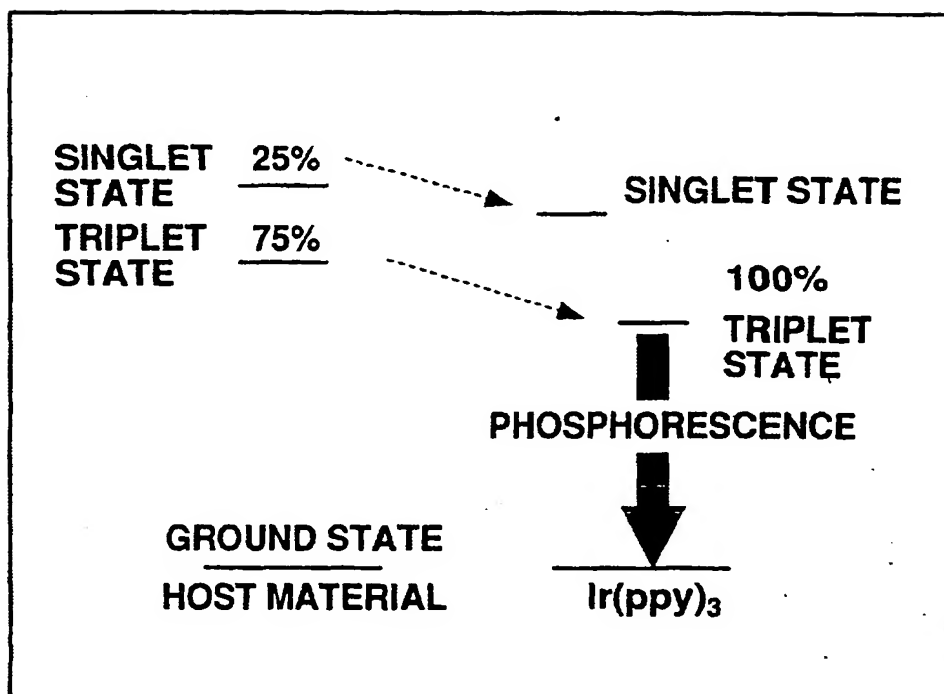 SINGLET 25%
STATE
TRIPLET 75%
STATE
SINGLET STATE
100%
TRIPLET
STATE
PHOSPHORESCENCE
GROUND STATE
HOST MATERIAL
Ir(ppy)₃